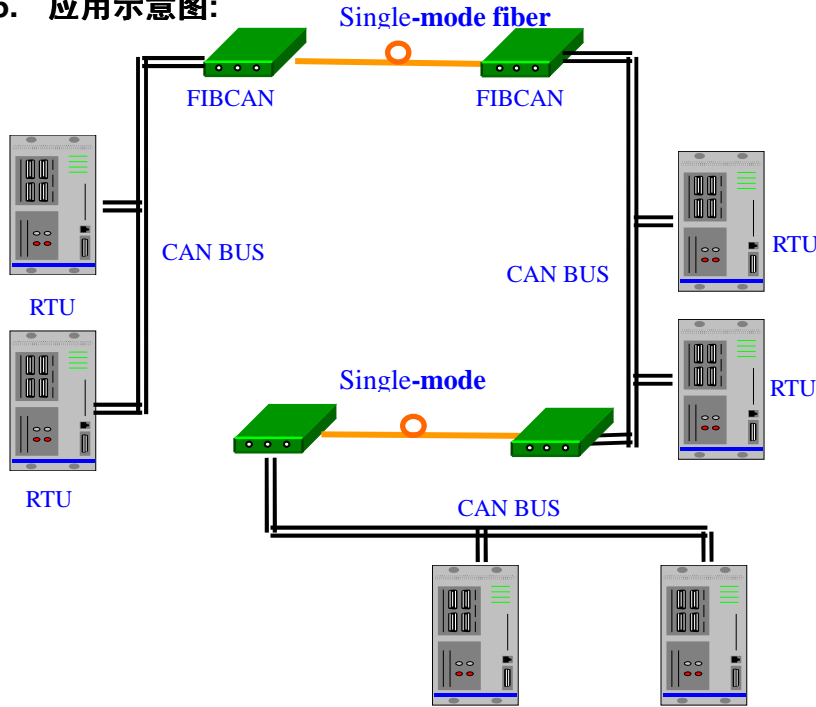 应用示意图:
Single-mode fiber
FIBCAN
FIBCAN
CAN BUS
RTU
CAN BUS
RTU
RTU
Single-mode
RTU
CAN BUS